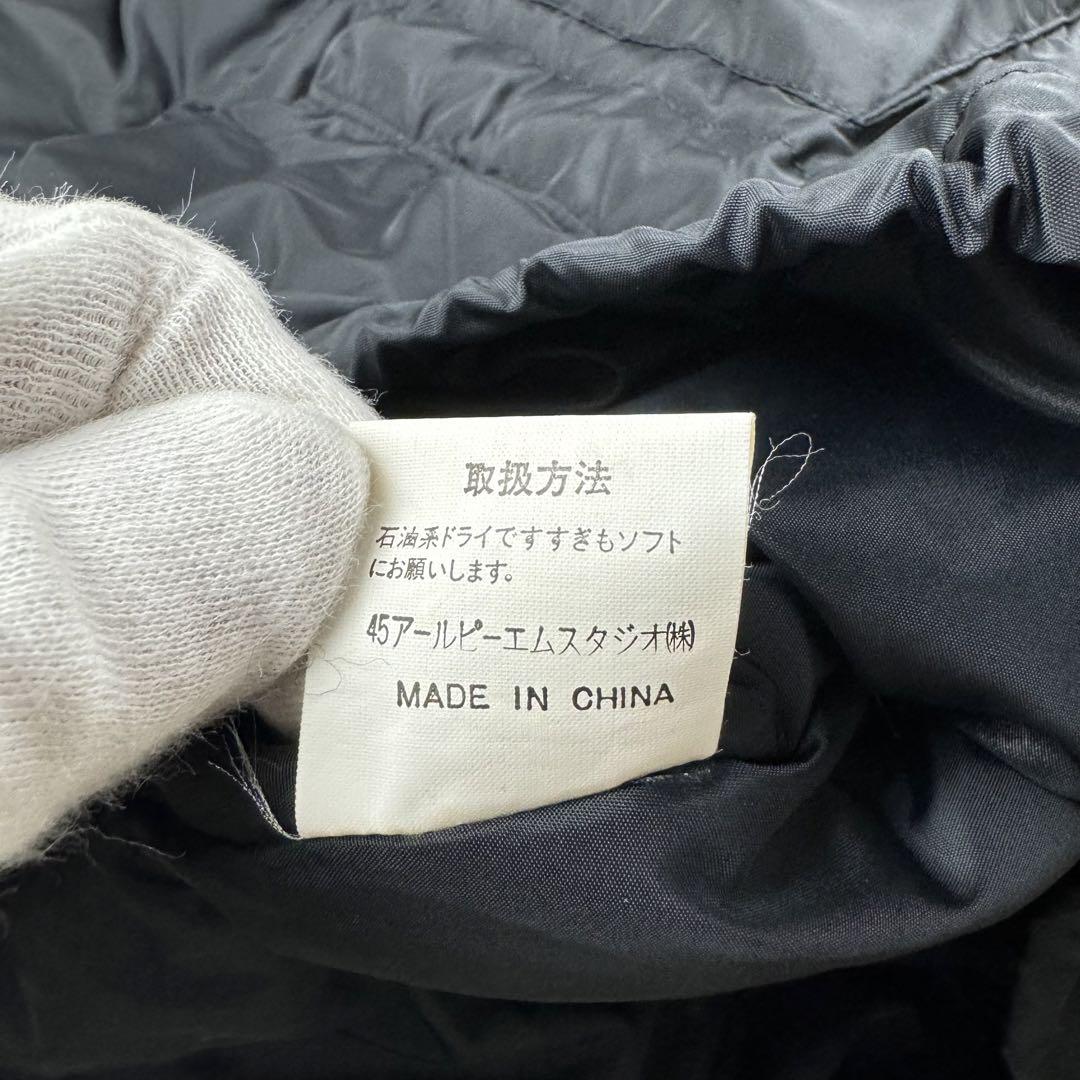 取扱方法
石油系ドライですすぎもソフト
にお願いします。
45アールピーエムスタジオ(株)
MADE IN CHINA